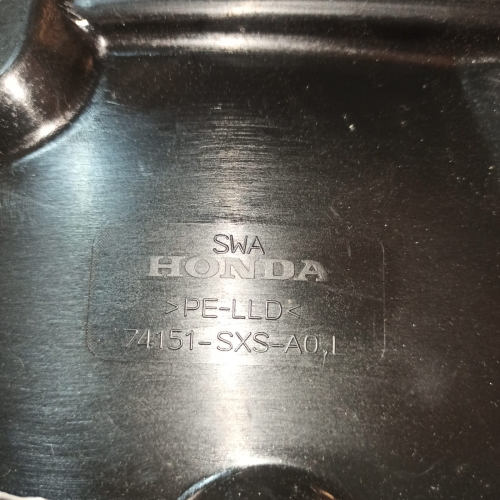 SWA
HONDA
>PE-LLD<
74151-SXS-A0,1